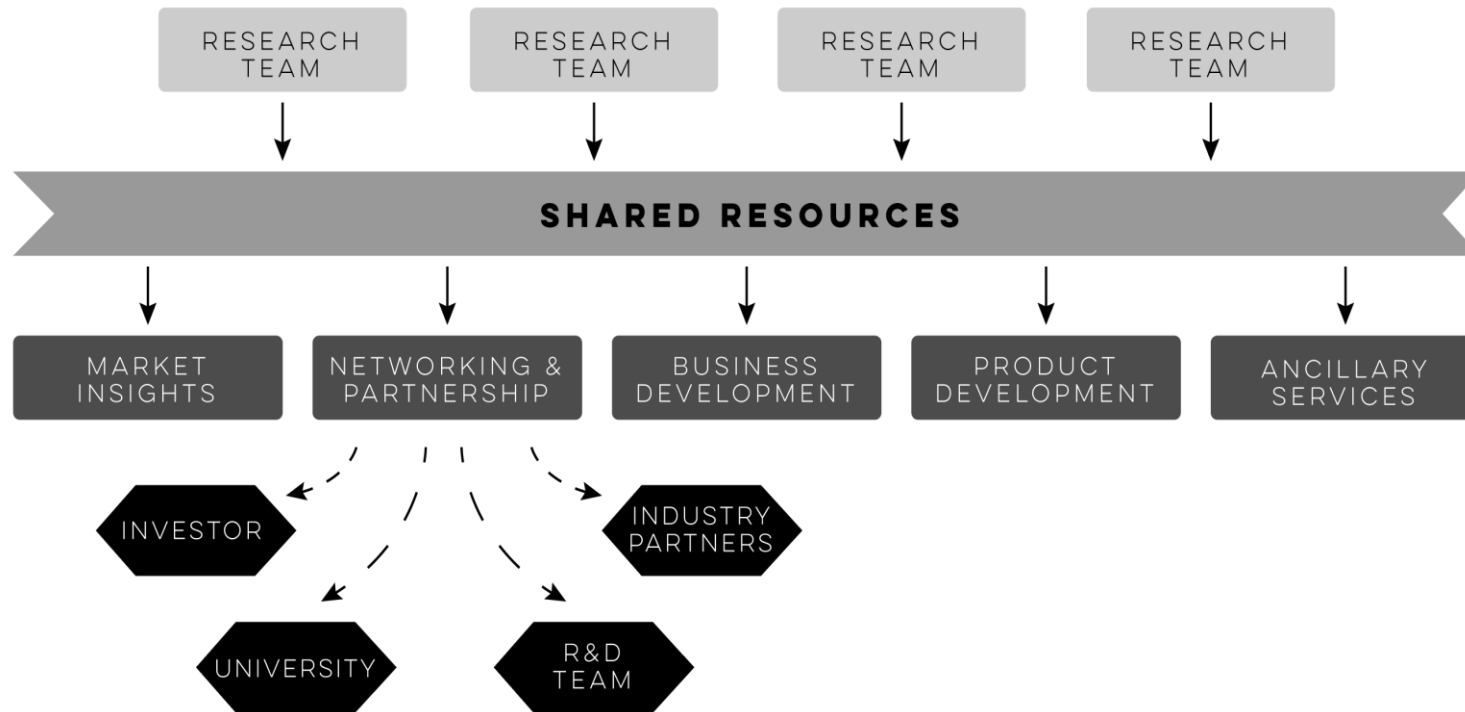 RESEARCH
TEAM
RESEARCH
TEAM
RESEARCH
TEAM
RESEARCH
TEAM
SHARED RESOURCES
MARKET
INSIGHTS
NETWORKING &
PARTNERSHIP
BUSINESS
DEVELOPMENT
PRODUCT
DEVELOPMENT
ANCILLARY
SERVICES
INVESTOR
INDUSTRY
PARTNERS
UNIVERSITY
R&D
TEAM